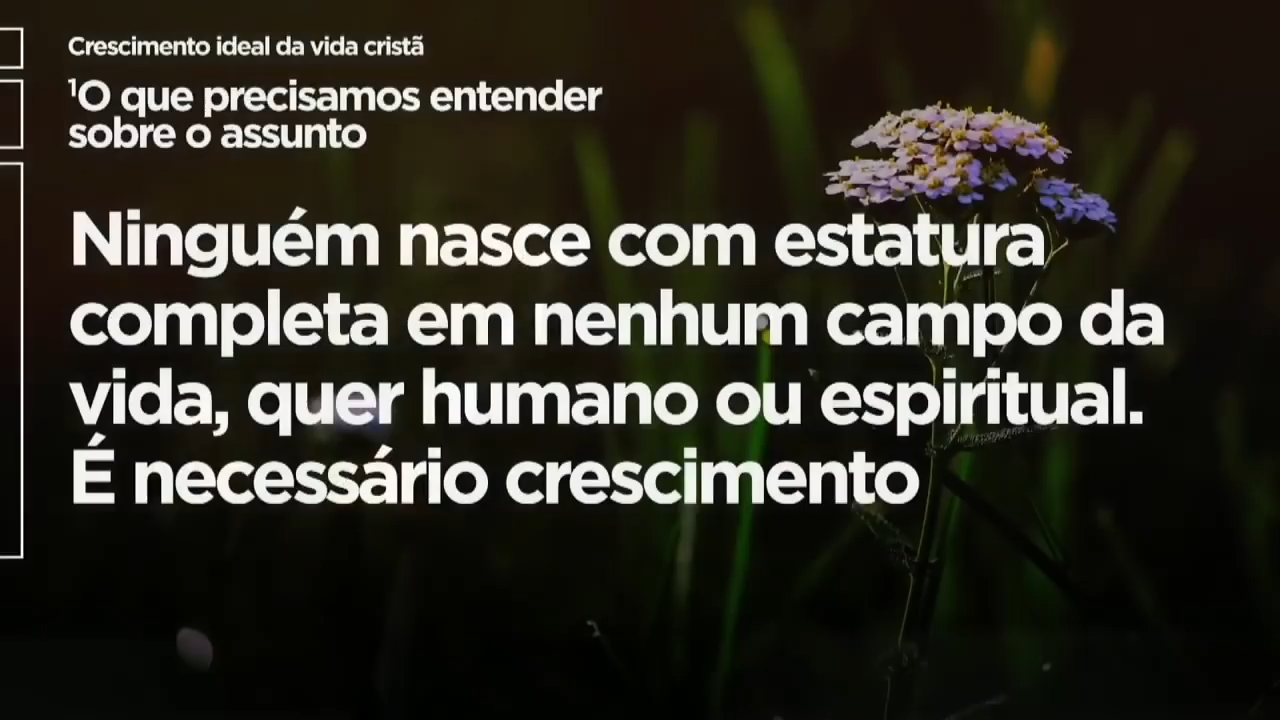 Crescimento ideal da vida cristã
¹O que precisamos entender
sobre o assunto
Ninguém nasce com estatura
completa em nenhum campo da
vida, quer humano ou espiritual.
É necessário crescimento